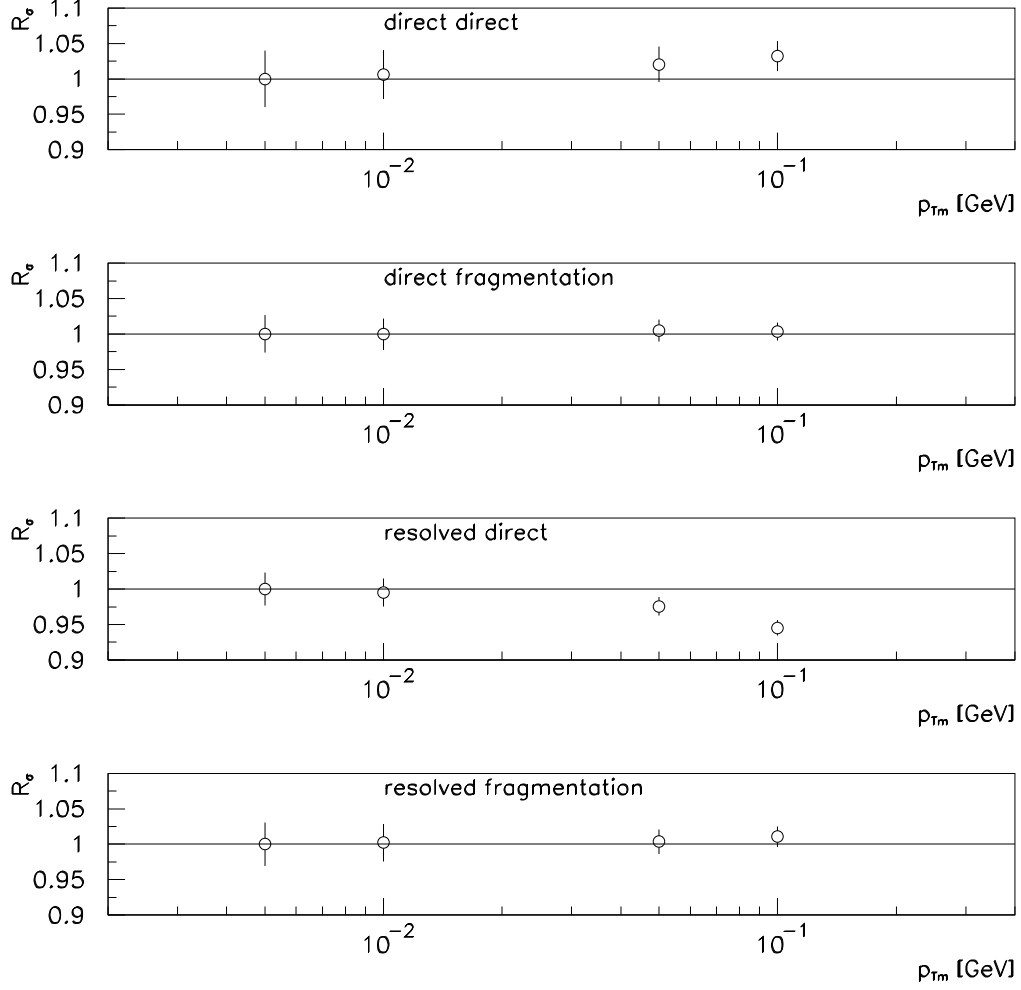 R_σ
1.1
direct direct
1.05
1
0.95
0.9
10^-2
10^-1
p_Tm [GeV]
R_σ
1.1
direct fragmentation
1.05
1
0.95
0.9
10^-2
10^-1
p_Tm [GeV]
R_σ
1.1
resolved direct
1.05
1
0.95
0.9
10^-2
10^-1
p_Tm [GeV]
R_σ
1.1
resolved fragmentation
1.05
1
0.95
0.9
10^-2
10^-1
p_Tm [GeV]